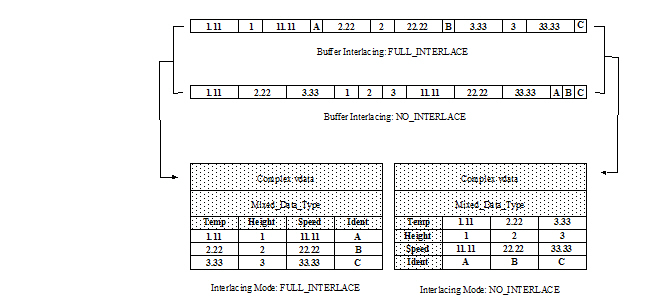 1.11 1 11.11 A 2.22 2 22.22 B 3.33 3 33.33 C
Buffer Interlacing: FULL_INTERLACE
1.11 2.22 3.33 1 2 3 11.11 22.22 33.33 A B C
Buffer Interlacing: NO_INTERLACE
Complex vdata
Mixed_Data_Type
Temp Height Speed Ident
1.11 1 11.11 A
2.22 2 22.22 B
3.33 3 33.33 C
Interlacing Mode: FULL_INTERLACE
Complex vdata
Mixed_Data_Type
Temp 1.11 2.22 3.33
Height 1 2 3
Speed 11.11 22.22 33.33
Ident A B C
Interlacing Mode: NO_INTERLACE